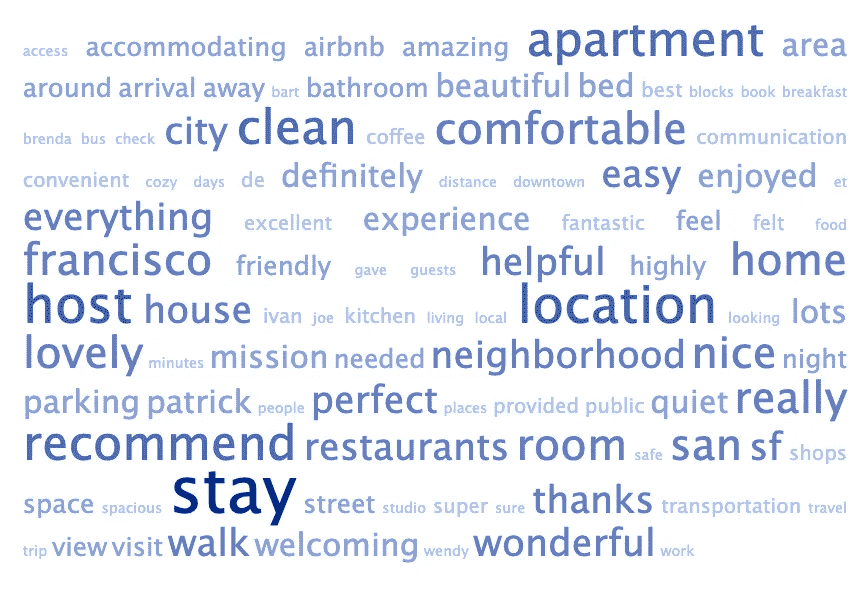 access accommodating airbnb amazing apartment area
around arrival away bart bathroom beautiful bed best blocks book breakfast
brenda bus check city clean coffee comfortable communication
convenient cozy days de definitely distance downtown easy enjoyed et
everything excellent experience fantastic feel felt food
francisco friendly gave guests helpful highly home
host house ivan joe kitchen living local location looking lots
lovely minutes mission needed neighborhood nice night
parking patrick people perfect places provided public quiet really
recommend restaurants room safe san sf shops
space spacious stay street studio super sure thanks transportation travel
trip view visit walk welcoming wendy wonderful work